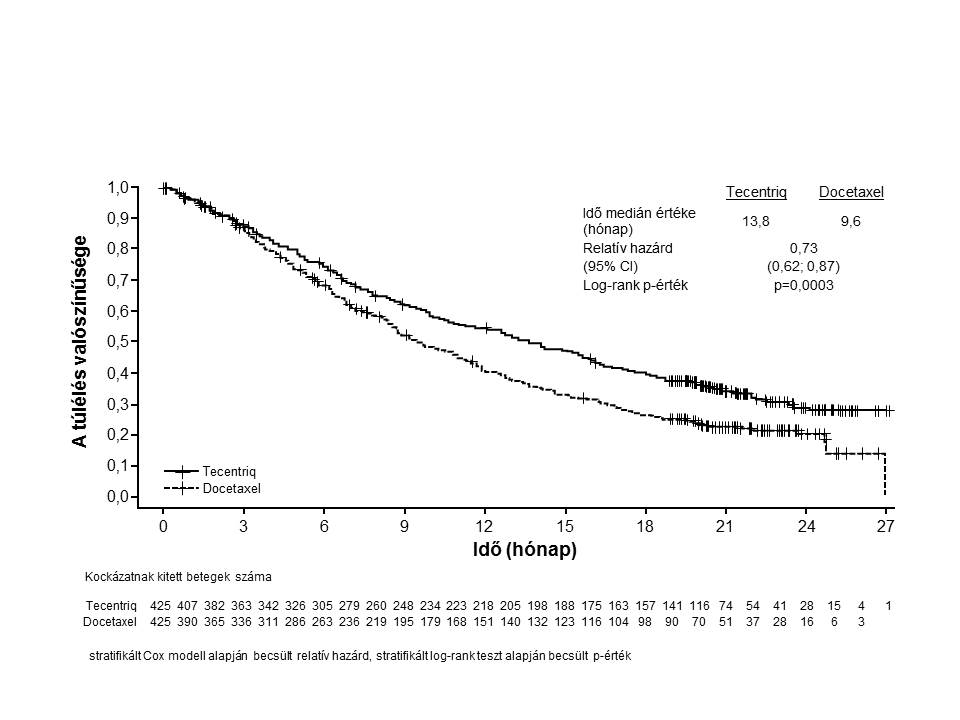 Tecentriq Docetaxel
Idő medián értéke
(hónap) 13,8 9,6
Relatív hazárd 0,73
(95% CI) (0,62; 0,87)
Log-rank p-érték p=0,0003
A túlélés valószínűsége
1,0
0,9
0,8
0,7
0,6
0,5
0,4
0,3
0,2
0,1
0,0
Tecentriq
Docetaxel
0 3 6 9 12 15 18 21 24 27
Idő (hónap)
Kockázatnak kitett betegek száma
Tecentriq 425 407 382 363 342 326 305 279 260 248 234 223 218 205 198 188 175 163 157 141 116 74 54 41 28 15 4 1
Docetaxel 425 390 365 336 311 286 263 236 219 195 179 168 151 140 132 123 116 104 98 90 70 51 37 28 16 6 3
stratifikált Cox modell alapján becsült relatív hazárd, stratifikált log-rank teszt alapján becsült p-érték